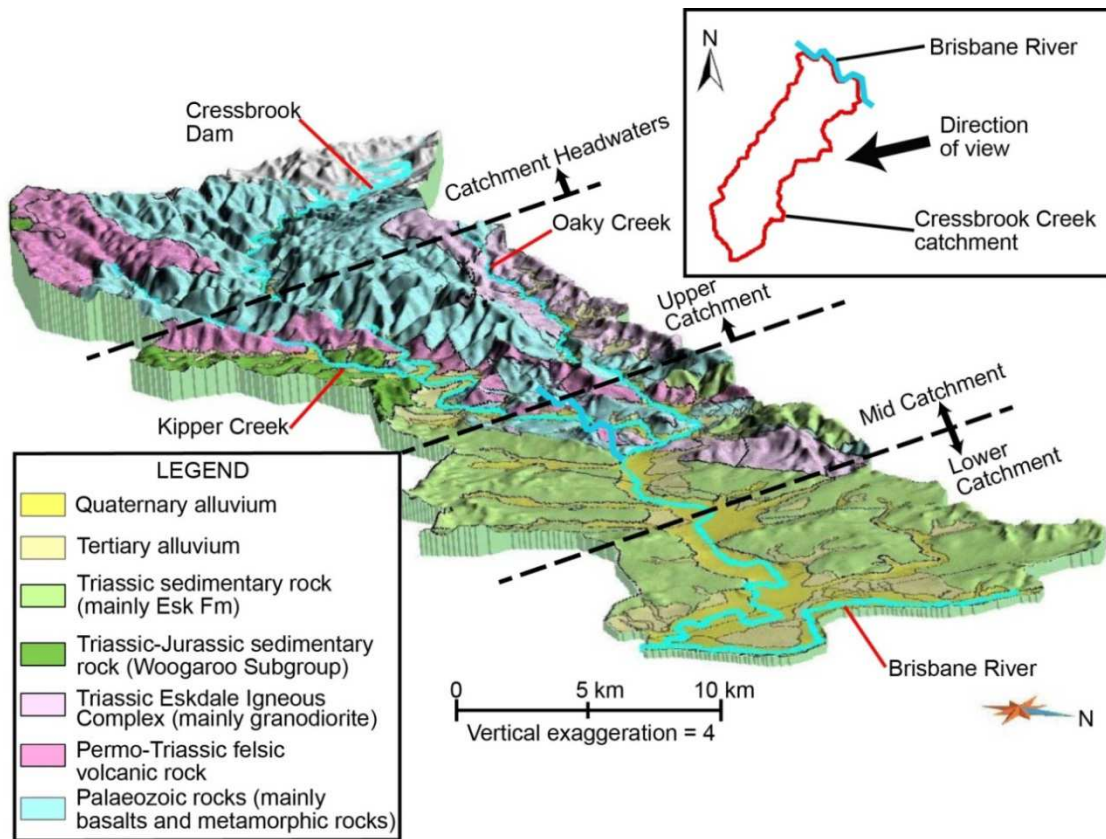 Cressbrook
Dam
Catchment Headwaters
Oaky Creek
Upper
Catchment
Mid Catchment
Lower
Catchment
Kipper Creek
Brisbane River
N
Brisbane River
Direction
of view
Cressbrook Creek
catchment
LEGEND
Quaternary alluvium
Tertiary alluvium
Triassic sedimentary rock
(mainly Esk Fm)
Triassic-Jurassic sedimentary
rock (Woogaroo Subgroup)
Triassic Eskdale Igneous
Complex (mainly granodiorite)
Permo-Triassic felsic
volcanic rock
Palaeozoic rocks (mainly
basalts and metamorphic rocks)
0 5 km 10 km
Vertical exaggeration = 4
N